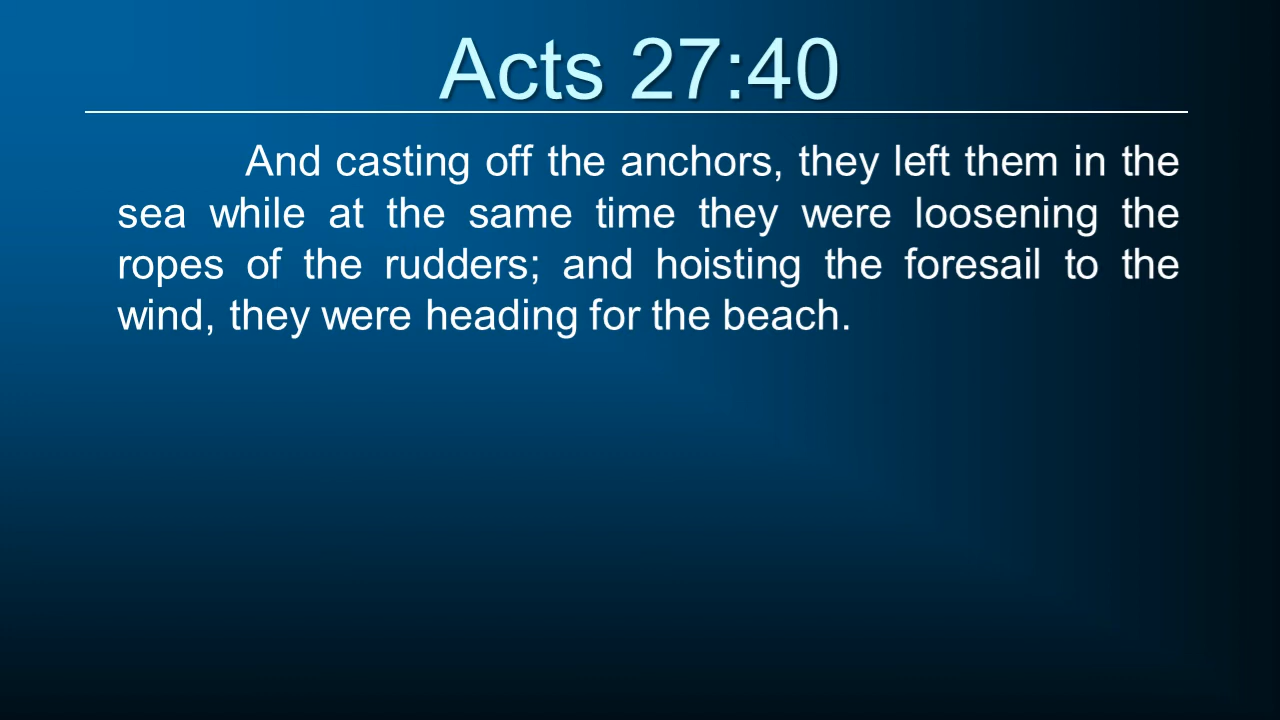 Acts 27:40
And casting off the anchors, they left them in the
sea while at the same time they were loosening the
ropes of the rudders; and hoisting the foresail to the
wind, they were heading for the beach.